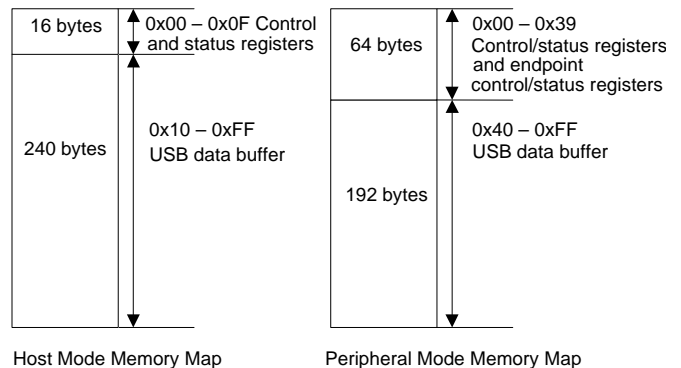 16 bytes
0x00 – 0x0F Control
and status registers
240 bytes
0x10 – 0xFF
USB data buffer
Host Mode Memory Map
64 bytes
0x00 – 0x39
Control/status registers
and endpoint
control/status registers
192 bytes
0x40 – 0xFF
USB data buffer
Peripheral Mode Memory Map